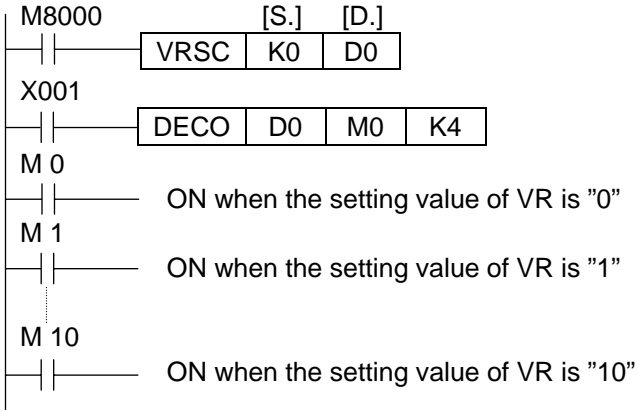 M8000 [S.] [D.]
VRSC K0 D0
X001
DECO D0 M0 K4
M 0
ON when the setting value of VR is ”0”
M 1
ON when the setting value of VR is ”1”
M 10
ON when the setting value of VR is ”10”